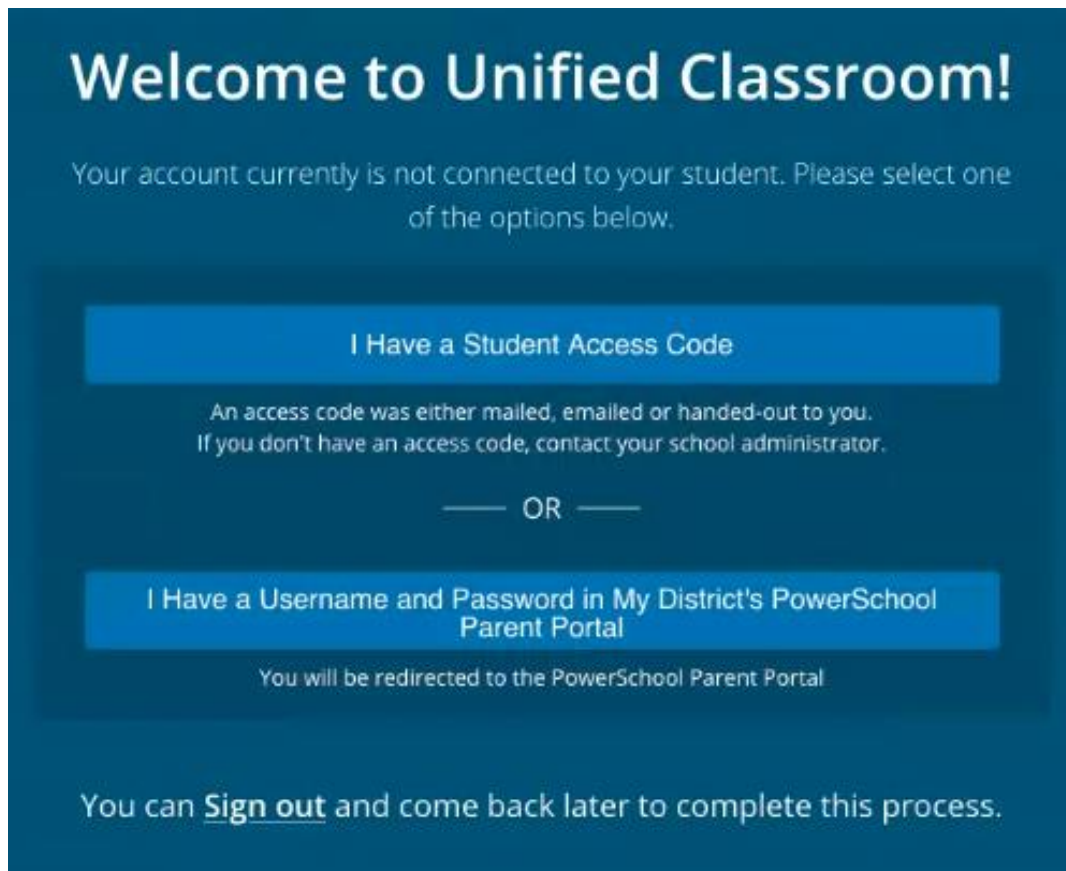 Welcome to Unified Classroom!
Your account currently is not connected to your student. Please select one
of the options below.
I Have a Student Access Code
An access code was either mailed, emailed or handed-out to you.
If you don't have an access code, contact your school administrator.
OR
I Have a Username and Password in My District's PowerSchool
Parent Portal
You will be redirected to the PowerSchool Parent Portal
You can Sign out and come back later to complete this process.